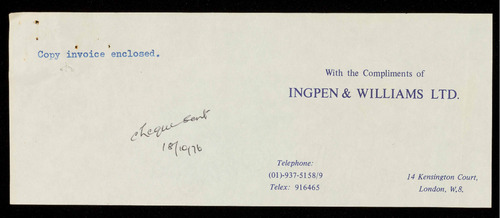 Copy invoice enclosed.
With the Compliments of
INGPEN & WILLIAMS LTD.
cheque sent
18/10/76
Telephone:
(01)-937-5158/9
Telex: 916465
14 Kensington Court,
London, W.8.